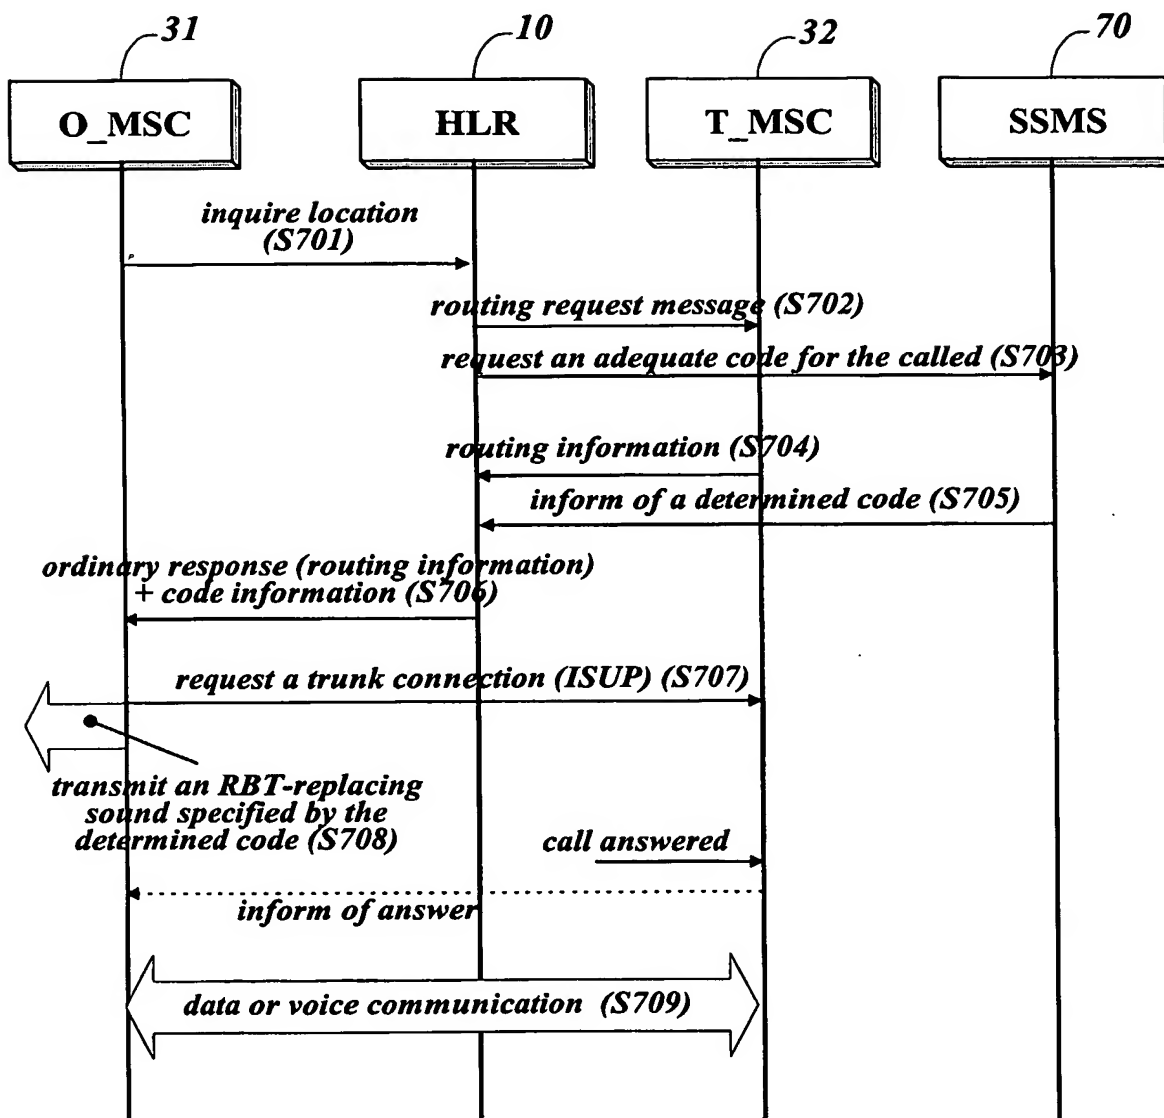 31
10
32
70
O_MSC
HLR
T_MSC
SSMS
inquire location
(S701)
routing request message (S702)
request an adequate code for the called (S703)
routing information (S704)
inform of a determined code (S705)
ordinary response (routing information)
+ code information (S706)
request a trunk connection (ISUP) (S707)
transmit an RBT-replacing
sound specified by the
determined code (S708)
call answered
inform of answer
data or voice communication (S709)